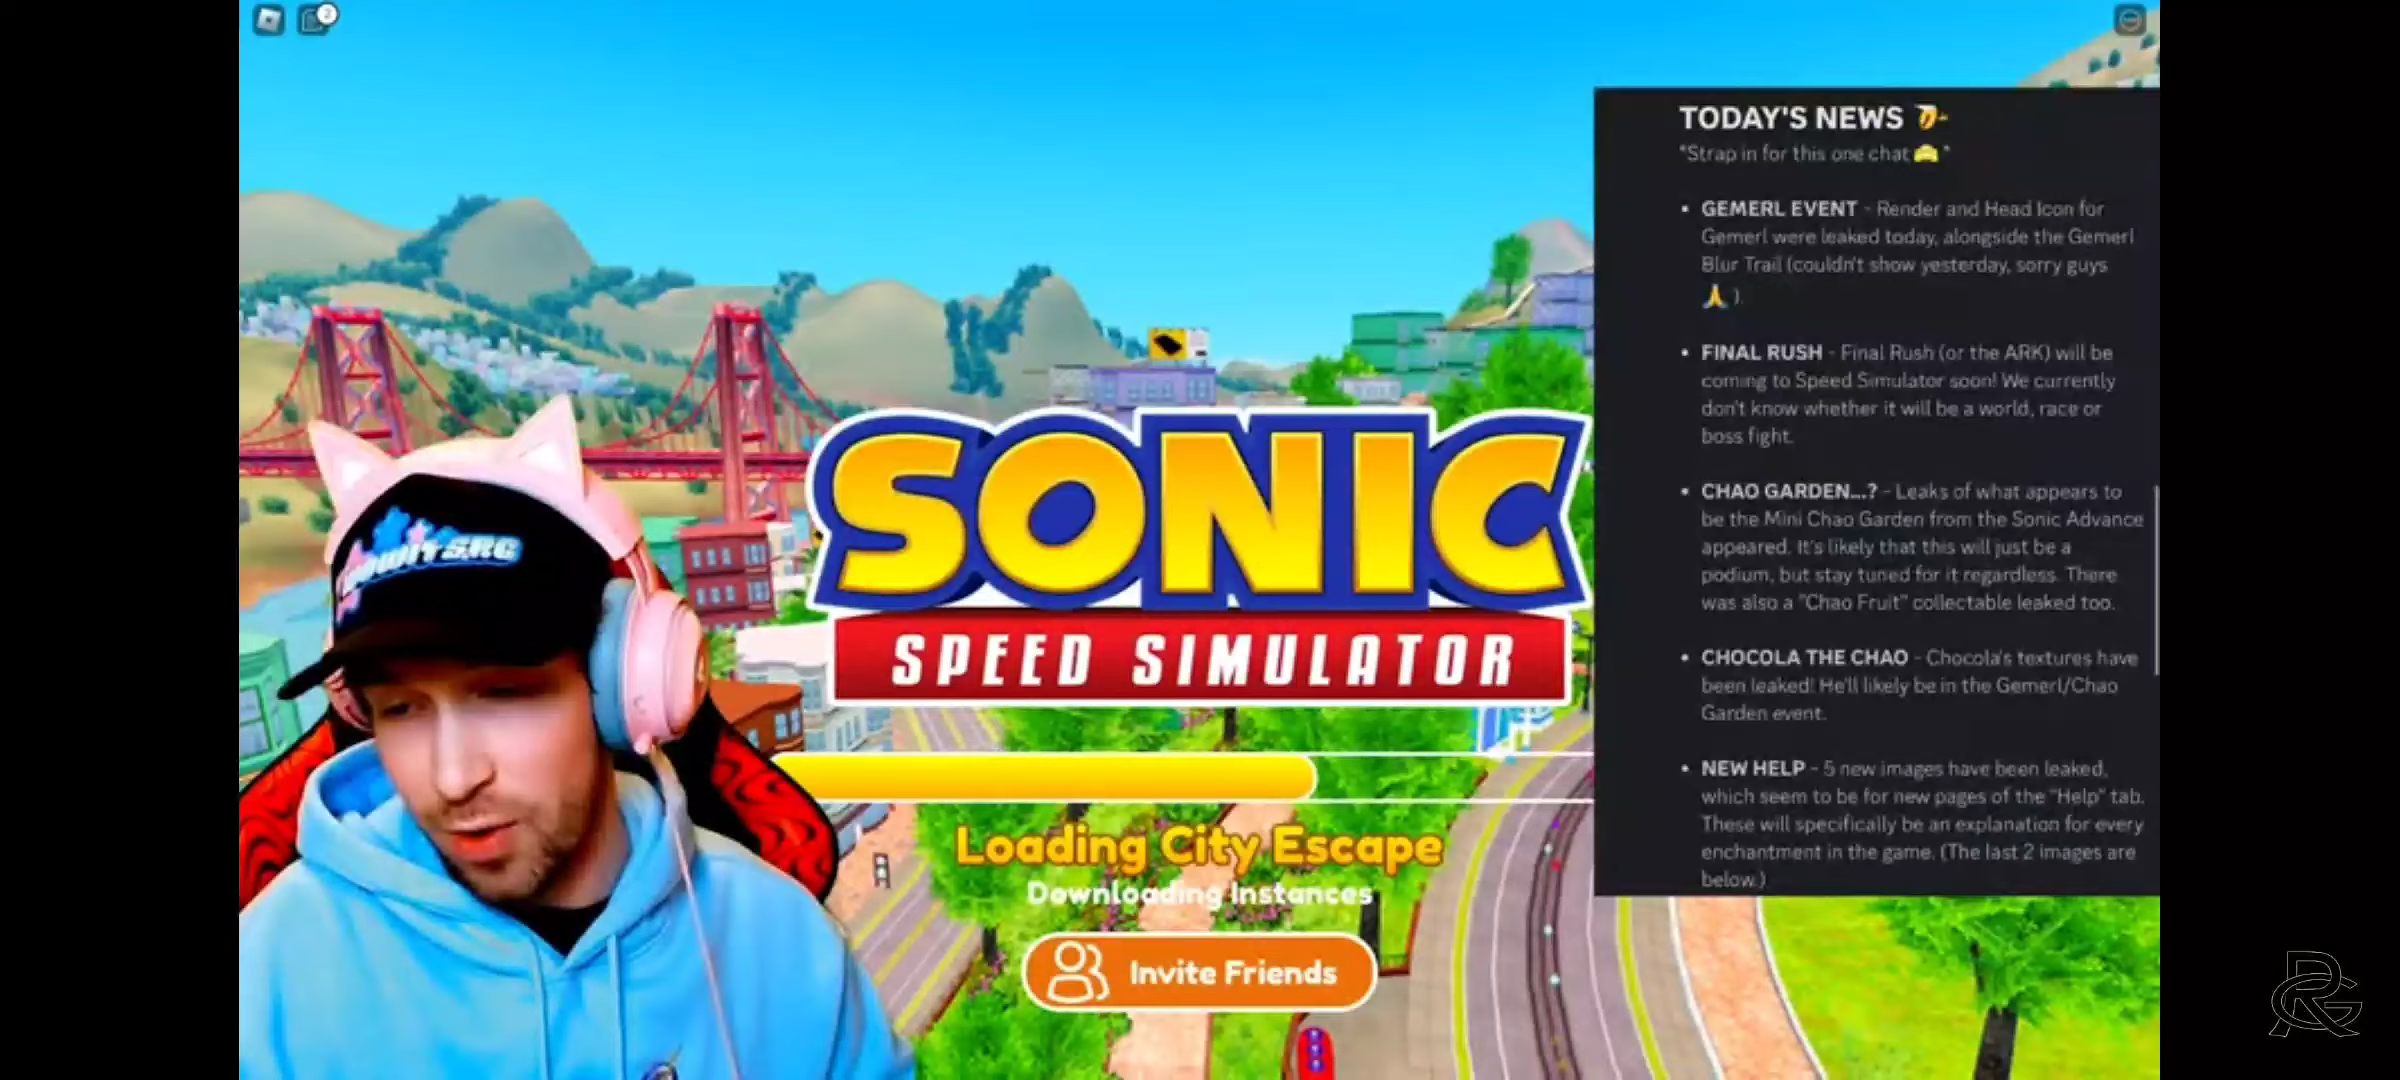 2
TODAY'S NEWS
"Strap in for this one chat "
• GEMERL EVENT - Render and Head Icon for
Gemerl were leaked today, alongside the Gemerl
Blur Trail (couldn't show yesterday, sorry guys
🙏 ).
• FINAL RUSH - Final Rush (or the ARK) will be
coming to Speed Simulator soon! We currently
don't know whether it will be a world, race or
boss fight.
• CHAO GARDEN...? - Leaks of what appears to
be the Mini Chao Garden from the Sonic Advance
appeared. It's likely that this will just be a
podium, but stay tuned for it regardless. There
was also a "Chao Fruit" collectable leaked too.
• CHOCOLA THE CHAO - Chocola's textures have
been leaked! He'll likely be in the Gemerl/Chao
Garden event.
• NEW HELP - 5 new images have been leaked,
which seem to be for new pages of the "Help" tab.
These will specifically be an explanation for every
enchantment in the game. (The last 2 images are
below.)
SONIC
SPEED SIMULATOR
Loading City Escape
Downloading Instances
Invite Friends